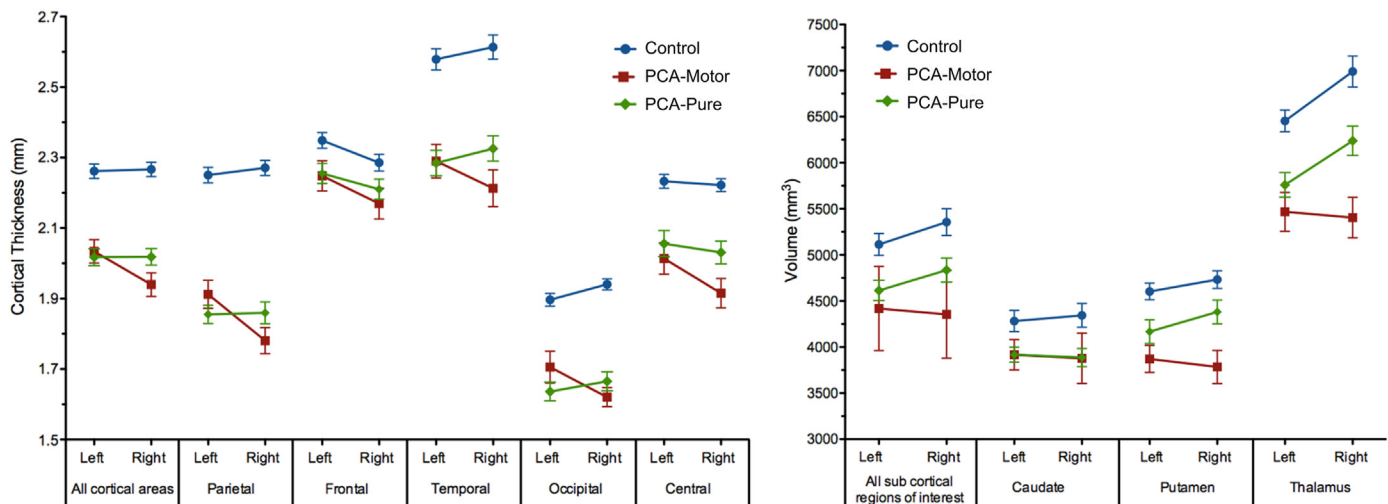 2.7
2.5
2.3
2.1
1.9
1.7
1.5
Cortical Thickness (mm)
Control
PCA-Motor
PCA-Pure
Left Right Left Right Left Right Left Right Left Right Left Right
All cortical areas Parietal Frontal Temporal Occipital Central
7500
7000
6500
6000
5500
5000
4500
4000
3500
3000
Volume (mm³)
Control
PCA-Motor
PCA-Pure
Left Right Left Right Left Right Left Right
All sub cortical
regions of interest
Caudate Putamen Thalamus